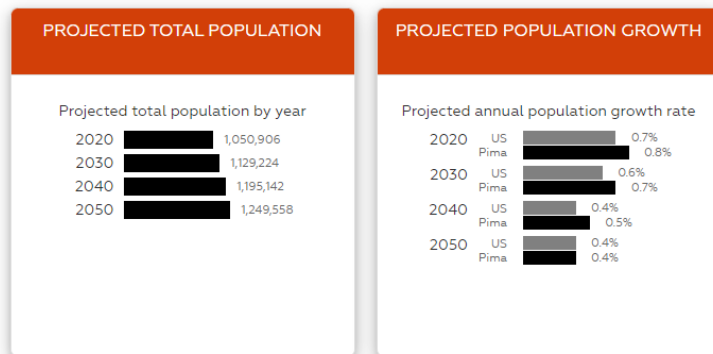 PROJECTED TOTAL POPULATION
Projected total population by year
2020 1,050,906
2030 1,129,224
2040 1,195,142
2050 1,249,558
PROJECTED POPULATION GROWTH
Projected annual population growth rate
2020 US 0.7%
Pima 0.8%
2030 US 0.6%
Pima 0.7%
2040 US 0.4%
Pima 0.5%
2050 US 0.4%
Pima 0.4%